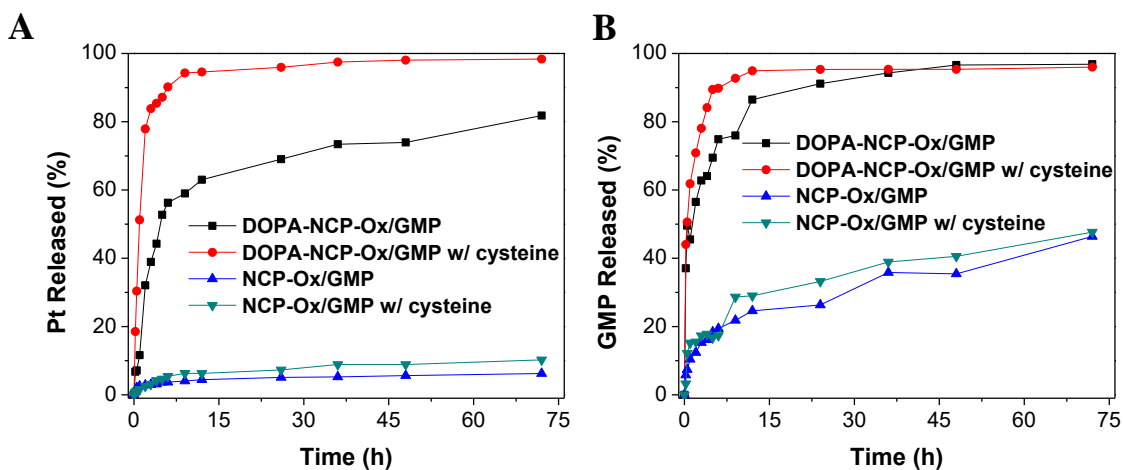 A
Pt Released (%)
100
80
60
40
20
0
DOPA-NCP-Ox/GMP
DOPA-NCP-Ox/GMP w/ cysteine
NCP-Ox/GMP
NCP-Ox/GMP w/ cysteine
0 15 30 45 60 75
Time (h)
B
GMP Released (%)
100
80
60
40
20
0
DOPA-NCP-Ox/GMP
DOPA-NCP-Ox/GMP w/ cysteine
NCP-Ox/GMP
NCP-Ox/GMP w/ cysteine
0 15 30 45 60 75
Time (h)